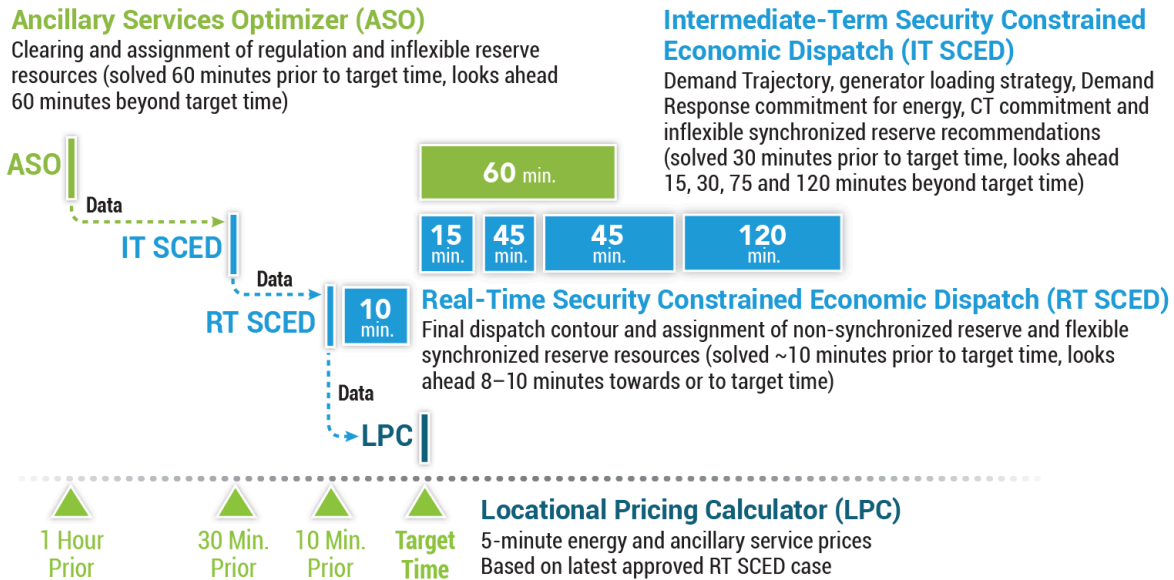 Ancillary Services Optimizer (ASO)
Clearing and assignment of regulation and inflexible reserve
resources (solved 60 minutes prior to target time, looks ahead
60 minutes beyond target time)
Intermediate-Term Security Constrained
Economic Dispatch (IT SCED)
Demand Trajectory, generator loading strategy, Demand
Response commitment for energy, CT commitment and
inflexible synchronized reserve recommendations
(solved 30 minutes prior to target time, looks ahead
15, 30, 75 and 120 minutes beyond target time)
ASO
60 min.
Data
IT SCED
15
min.
45
min.
45
min.
120
min.
Data
RT SCED
10
min.
Real-Time Security Constrained Economic Dispatch (RT SCED)
Final dispatch contour and assignment of non-synchronized reserve and flexible
synchronized reserve resources (solved ~10 minutes prior to target time, looks
ahead 8–10 minutes towards or to target time)
Data
LPC
1 Hour
Prior
30 Min.
Prior
10 Min.
Prior
Target
Time
Locational Pricing Calculator (LPC)
5-minute energy and ancillary service prices
Based on latest approved RT SCED case